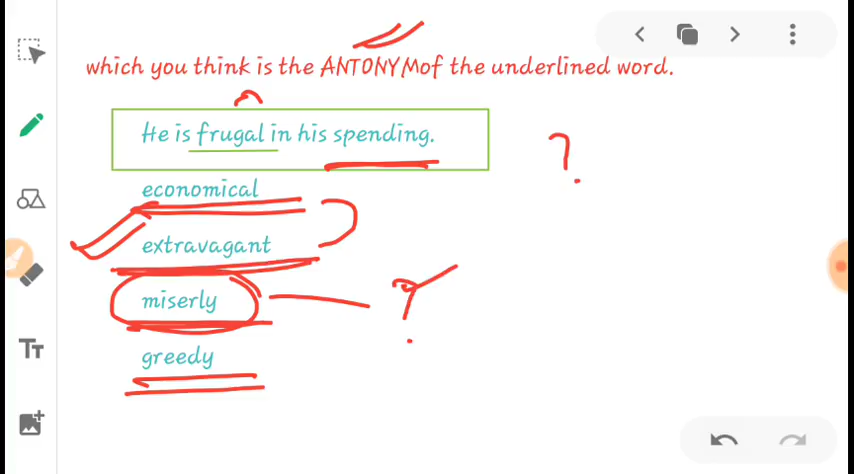 which you think is the ANTONYMof the underlined word.
He is frugal in his spending.
?
economical
extravagant
miserly
?
greedy
TT